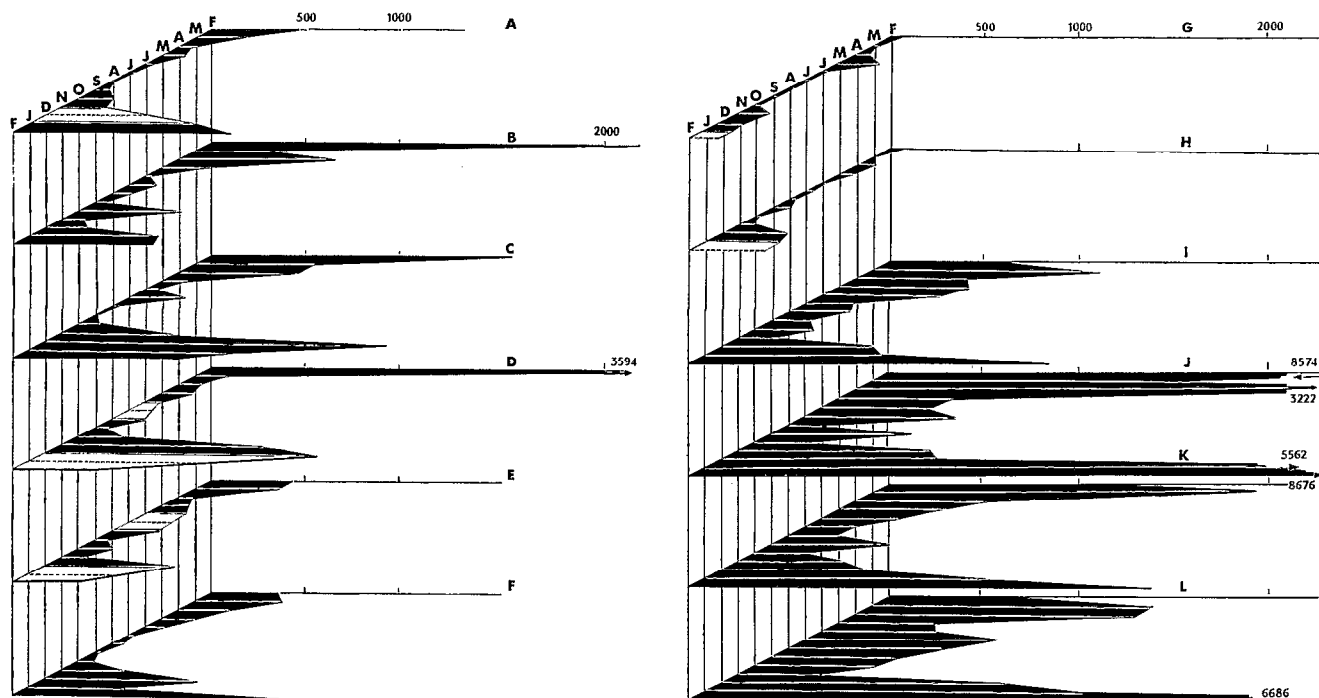 500 1000 A
F J D N O S A J J M A M F
B 2000
C
D 3594
E
F
500 1000 G 2000
F J D N O S A J J M A M F
H
I
J 8574
3222
K 5562
8676
L
6686